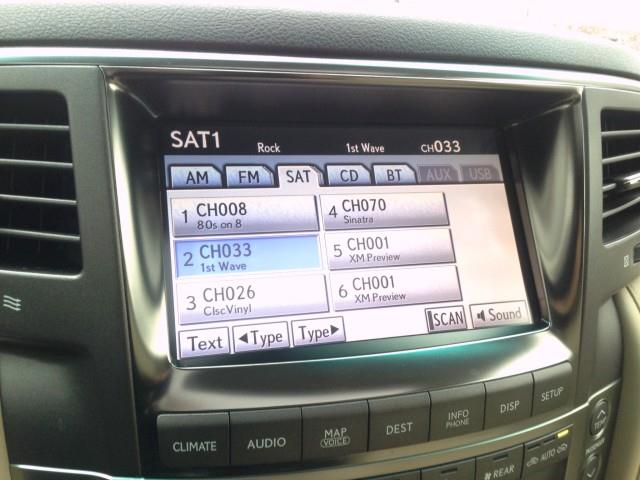 SAT1 Rock 1st Wave CH033
AM FM SAT CD BT AUX USB
1 CH008
80s on 8
4 CH070
Sinatra
2 CH033
1st Wave
5 CH001
XM Preview
3 CH026
ClscVinyl
6 CH001
XM Preview
SCAN Sound
Text ◀Type Type▶
CLIMATE AUDIO MAP DEST INFO DISP SETUP
VOICE PHONE
TEMP
REAR AUTO